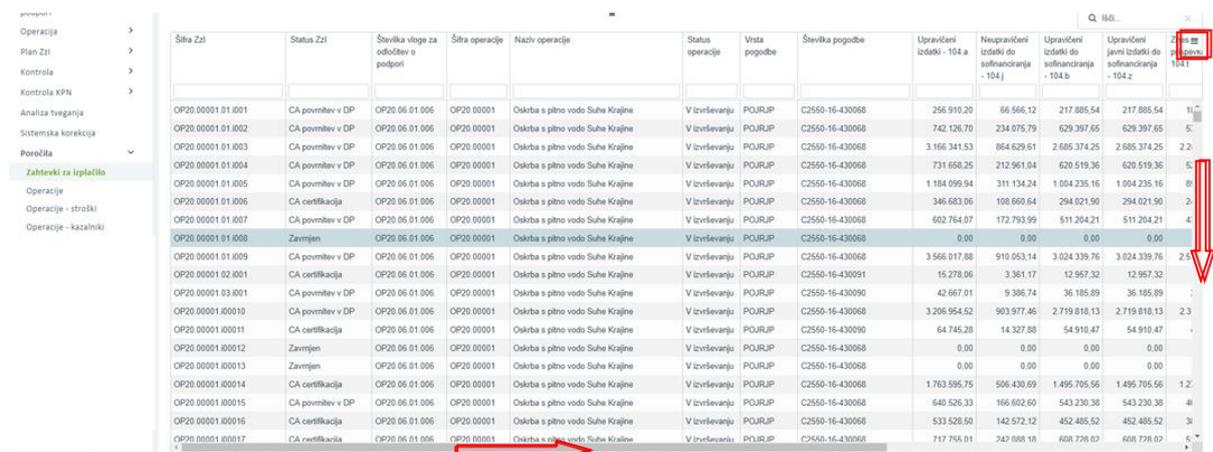 Operacija
Plan ZzI
Kontrola
Kontrola KPN
Analiza tveganja
Sistemska korekcija
Poročila
Zahtevki za izplačilo
Operacije
Operacije - stroški
Operacije - kazalniki
Išči...
Šifra ZzI Status ZzI Številka vloge za odločitev o podpori Šifra operacije Naziv operacije Status operacije Vrsta pogodbe Številka pogodbe Upravičeni izdatki - 104.a Neupravičeni izdatki do sofinanciranja - 104.j Upravičeni izdatki do sofinanciranja - 104.b Upravičeni javni izdatki do sofinanciranja - 104.z
OP20.00001.01.I001 CA povrnitev v DP OP20.06.01.006 OP20.00001 Oskrba s pitno vodo Suhe Krajine V izvrševanju POJRJP C2550-16-430068 256.910,20 66.566,12 217.885,54 217.885,54
OP20.00001.01.I002 CA povrnitev v DP OP20.06.01.006 OP20.00001 Oskrba s pitno vodo Suhe Krajine V izvrševanju POJRJP C2550-16-430068 742.126,70 234.075,79 629.397,65 629.397,65
OP20.00001.01.I003 CA povrnitev v DP OP20.06.01.006 OP20.00001 Oskrba s pitno vodo Suhe Krajine V izvrševanju POJRJP C2550-16-430068 3.166.341,53 864.629,61 2.685.374,25 2.685.374,25
OP20.00001.01.I004 CA povrnitev v DP OP20.06.01.006 OP20.00001 Oskrba s pitno vodo Suhe Krajine V izvrševanju POJRJP C2550-16-430068 731.658,25 212.961,04 620.519,36 620.519,36
OP20.00001.01.I005 CA povrnitev v DP OP20.06.01.006 OP20.00001 Oskrba s pitno vodo Suhe Krajine V izvrševanju POJRJP C2550-16-430068 1.184.099,94 311.134,24 1.004.235,16 1.004.235,16
OP20.00001.01.I006 CA certifikacija OP20.06.01.006 OP20.00001 Oskrba s pitno vodo Suhe Krajine V izvrševanju POJRJP C2550-16-430068 346.683,06 108.660,64 294.021,90 294.021,90
OP20.00001.01.I007 CA povrnitev v DP OP20.06.01.006 OP20.00001 Oskrba s pitno vodo Suhe Krajine V izvrševanju POJRJP C2550-16-430068 602.764,07 172.793,99 511.204,21 511.204,21
OP20.00001.01.I008 Zavrnjen OP20.06.01.006 OP20.00001 Oskrba s pitno vodo Suhe Krajine V izvrševanju POJRJP C2550-16-430068 0,00 0,00 0,00 0,00
OP20.00001.01.I009 CA povrnitev v DP OP20.06.01.006 OP20.00001 Oskrba s pitno vodo Suhe Krajine V izvrševanju POJRJP C2550-16-430068 3.566.017,88 910.053,14 3.024.339,76 3.024.339,76
OP20.00001.02.I001 CA certifikacija OP20.06.01.006 OP20.00001 Oskrba s pitno vodo Suhe Krajine V izvrševanju POJRJP C2550-16-430091 15.278,06 3.361,17 12.957,32 12.957,32
OP20.00001.03.I001 CA povrnitev v DP OP20.06.01.006 OP20.00001 Oskrba s pitno vodo Suhe Krajine V izvrševanju POJRJP C2550-16-430090 42.667,01 9.386,74 36.185,89 36.185,89
OP20.00001.I00010 CA povrnitev v DP OP20.06.01.006 OP20.00001 Oskrba s pitno vodo Suhe Krajine V izvrševanju POJRJP C2550-16-430068 3.206.954,52 903.977,46 2.719.818,13 2.719.818,13
OP20.00001.I00011 CA certifikacija OP20.06.01.006 OP20.00001 Oskrba s pitno vodo Suhe Krajine V izvrševanju POJRJP C2550-16-430090 64.745,28 14.327,88 54.910,47 54.910,47
OP20.00001.I00012 Zavrnjen OP20.06.01.006 OP20.00001 Oskrba s pitno vodo Suhe Krajine V izvrševanju POJRJP C2550-16-430068 0,00 0,00 0,00 0,00
OP20.00001.I00013 Zavrnjen OP20.06.01.006 OP20.00001 Oskrba s pitno vodo Suhe Krajine V izvrševanju POJRJP C2550-16-430068 0,00 0,00 0,00 0,00
OP20.00001.I00014 CA certifikacija OP20.06.01.006 OP20.00001 Oskrba s pitno vodo Suhe Krajine V izvrševanju POJRJP C2550-16-430068 1.763.595,75 506.430,69 1.495.705,56 1.495.705,56
OP20.00001.I00015 CA povrnitev v DP OP20.06.01.006 OP20.00001 Oskrba s pitno vodo Suhe Krajine V izvrševanju POJRJP C2550-16-430068 640.526,33 166.602,60 543.230,38 543.230,38
OP20.00001.I00016 CA certifikacija OP20.06.01.006 OP20.00001 Oskrba s pitno vodo Suhe Krajine V izvrševanju POJRJP C2550-16-430068 533.528,50 142.572,12 452.485,52 452.485,52
OP20.00001.I00017 CA certifikacija OP20.06.01.006 OP20.00001 Oskrba s pitno vodo Suhe Krajine V izvrševanju POJRJP C2550-16-430068 717.755,01 242.088,18 608.728,02 608.728,02